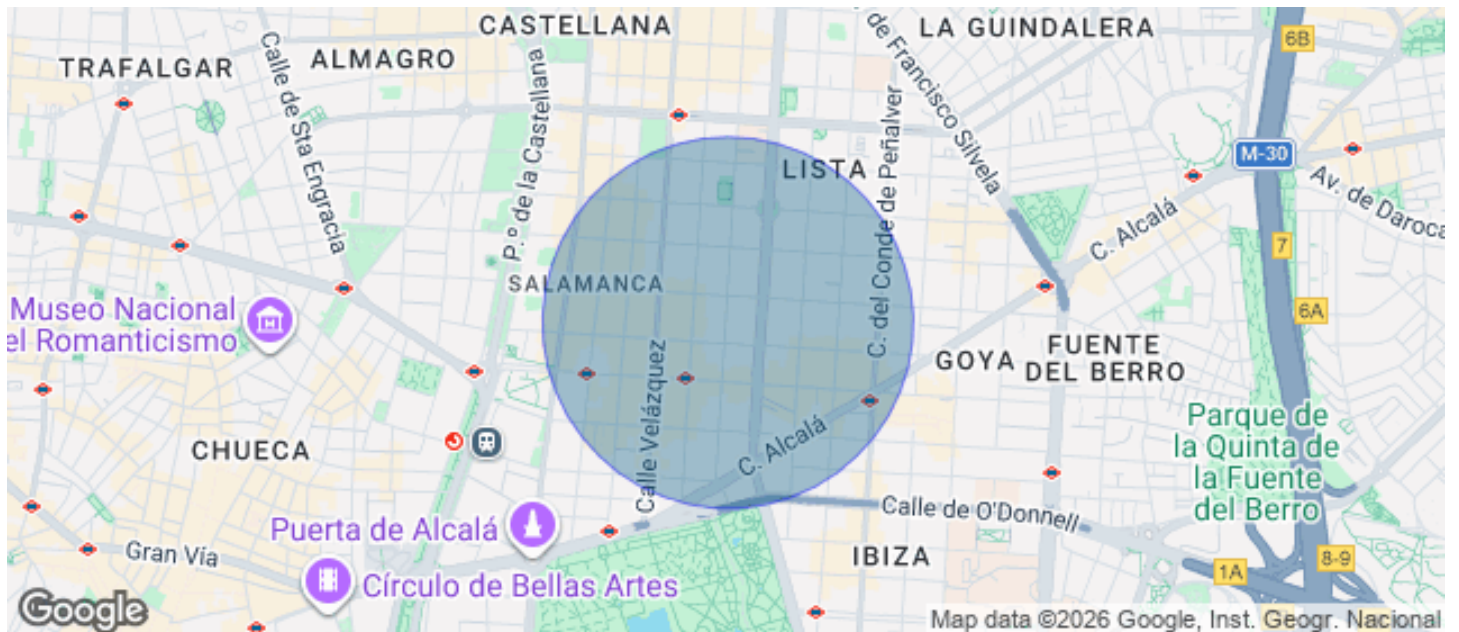 CASTELLANA
LA GUINDALERA
6B
TRAFALGAR
ALMAGRO
Calle de Sta Engracia
P.º de la Castellana
de Francisco Silvela
C. del Conde de Peñalver
LISTA
M-30
Av. de Daroca
C. Alcalá
7
SALAMANCA
6A
Museo Nacional
el Romanticismo
Calle Velázquez
GOYA
FUENTE
DEL BERRO
Parque de
la Quinta de
la Fuente
del Berro
CHUECA
C. Alcalá
Puerta de Alcalá
Calle de O'Donnell
Gran Vía
IBIZA
8-9
1A
Círculo de Bellas Artes
Google
Map data ©2026 Google, Inst. Geogr. Nacional